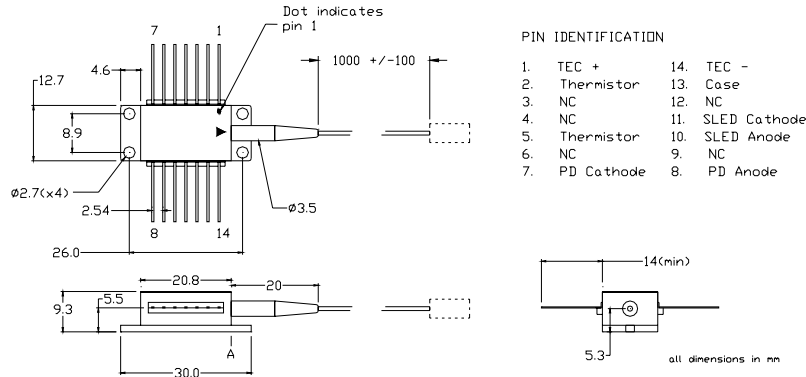 Dot indicates
pin 1
7
1
4.6
1000 +/-100
12.7
8.9
Ø2.7(x4)
2.54
Ø3.5
8
14
26.0
PIN IDENTIFICATION
1. TEC + 14. TEC -
2. Thermistor 13. Case
3. NC 12. NC
4. NC 11. SLED Cathode
5. Thermistor 10. SLED Anode
6. NC 9. NC
7. PD Cathode 8. PD Anode
20.8
20
5.5
9.3
A
30.0
14(min)
5.3
all dimensions in mm